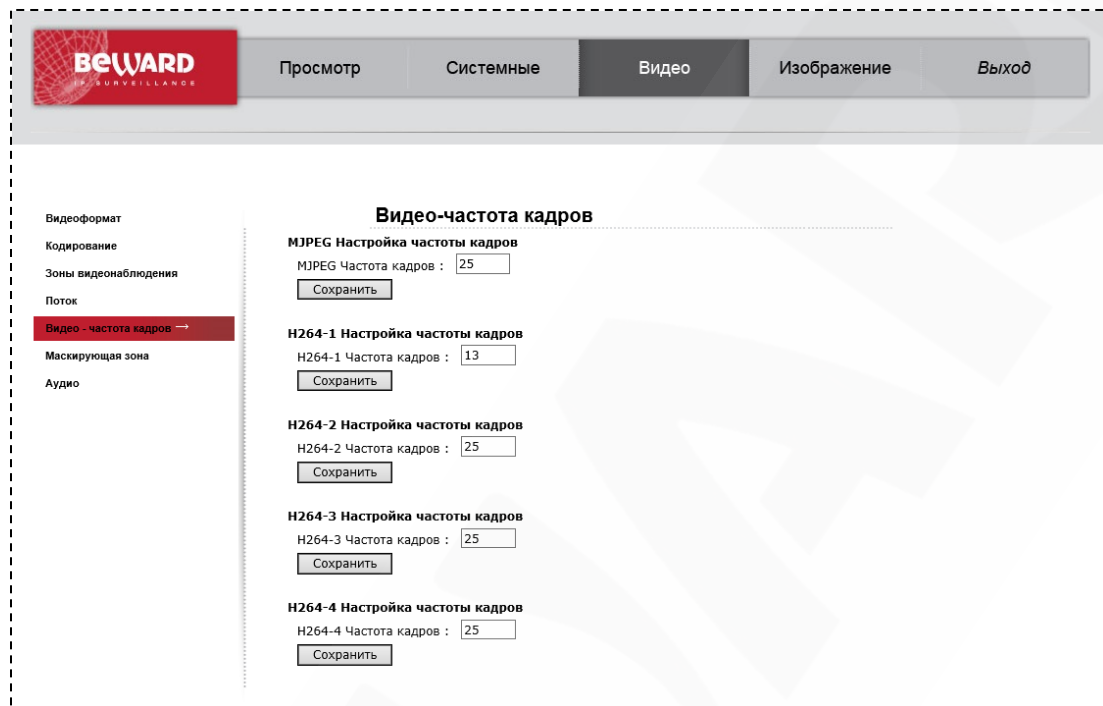 BEWARD
IP SURVEILLANCE
Просмотр
Системные
Видео
Изображение
Выход
Видеоформат
Кодирование
Зоны видеонаблюдения
Поток
Видео - частота кадров →
Маскирующая зона
Аудио
Видео-частота кадров
MJPEG Настройка частоты кадров
MJPEG Частота кадров : 25
Сохранить
H264-1 Настройка частоты кадров
H264-1 Частота кадров : 13
Сохранить
H264-2 Настройка частоты кадров
H264-2 Частота кадров : 25
Сохранить
H264-3 Настройка частоты кадров
H264-3 Частота кадров : 25
Сохранить
H264-4 Настройка частоты кадров
H264-4 Частота кадров : 25
Сохранить